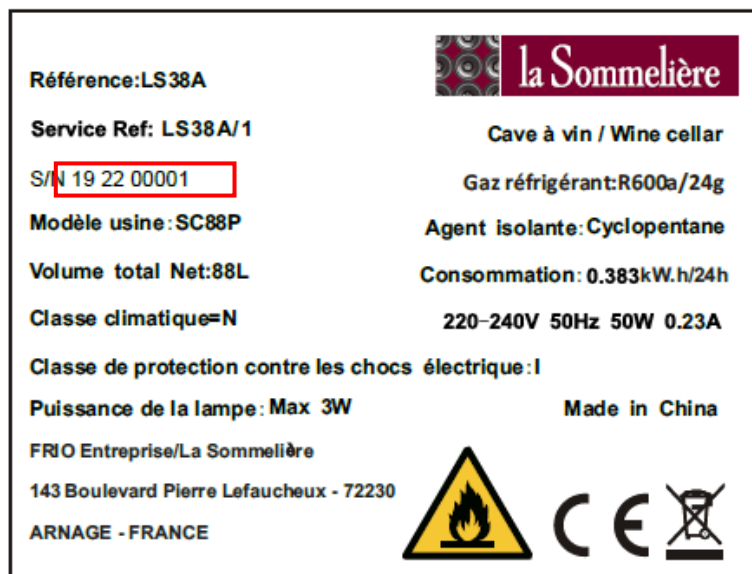 la Sommelière
Référence:LS38A
Service Ref: LS38A/1
Cave à vin / Wine cellar
S/N 19 22 00001
Gaz réfrigérant:R600a/24g
Modèle usine:SC88P
Agent isolante:Cyclopentane
Volume total Net:88L
Consommation:0.383kW.h/24h
Classe climatique=N
220-240V 50Hz 50W 0.23A
Classe de protection contre les chocs électrique:I
Puissance de la lampe:Max 3W
Made in China
FRIO Entreprise/La Sommelière
143 Boulevard Pierre Lefaucheux - 72230
ARNAGE - FRANCE
CE